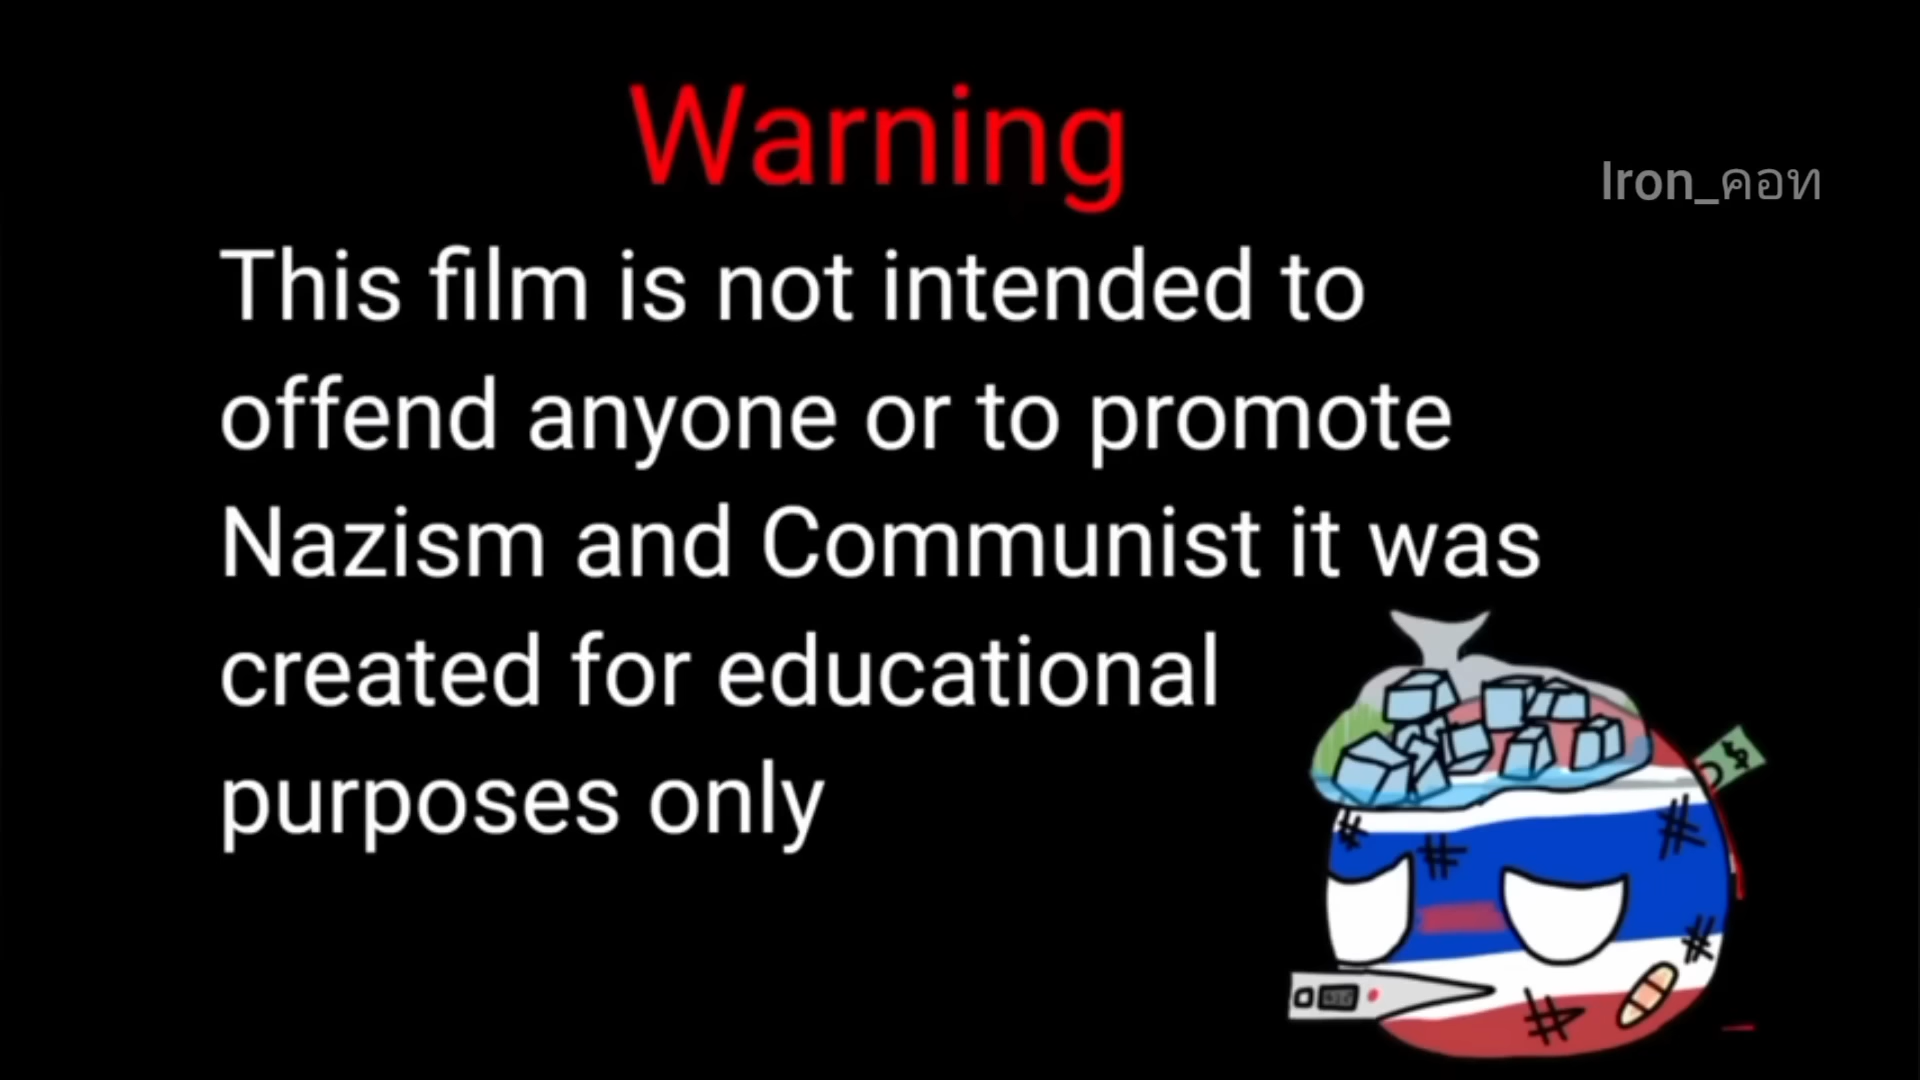 Warning
Iron_คอท
This film is not intended to
offend anyone or to promote
Nazism and Communist it was
created for educational
purposes only
$